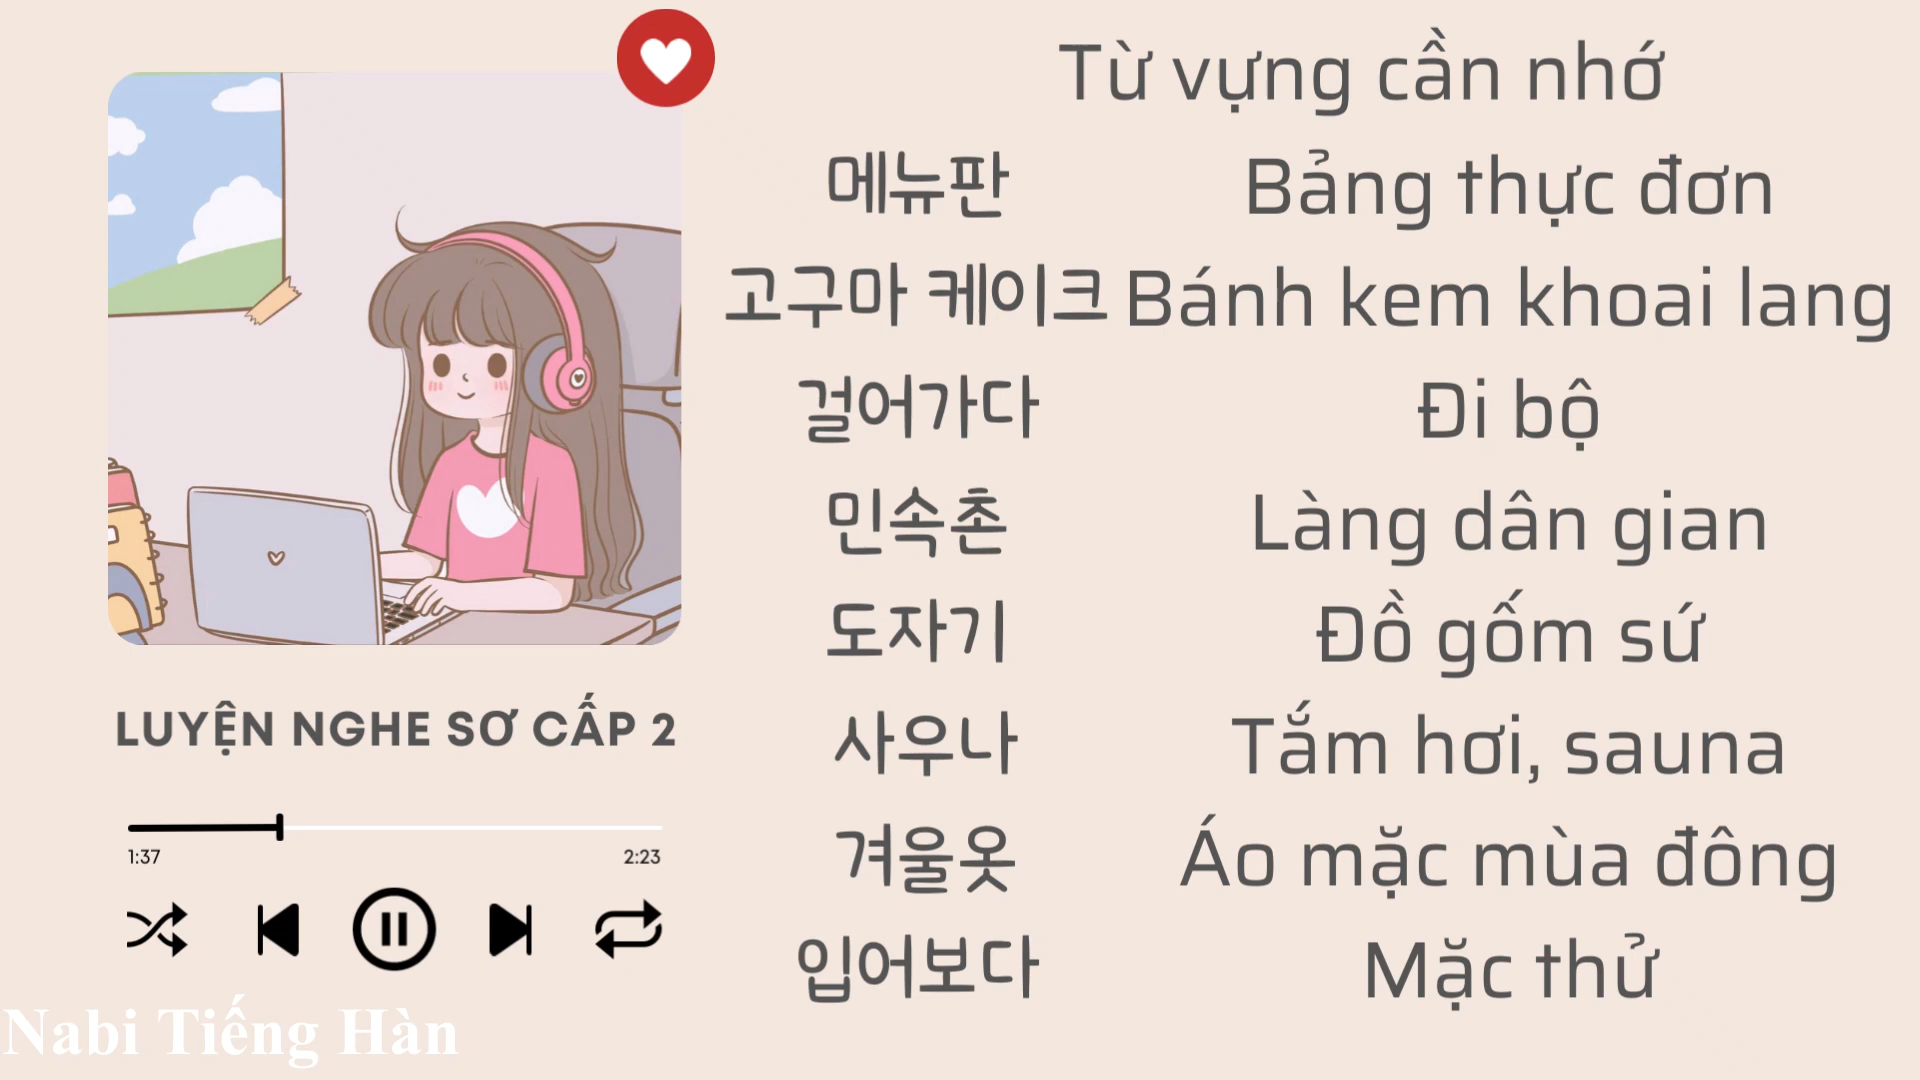 Từ vựng cần nhớ
메뉴판 Bảng thực đơn
고구마 케이크 Bánh kem khoai lang
걸어가다 Đi bộ
민속촌 Làng dân gian
도자기 Đồ gốm sứ
사우나 Tắm hơi, sauna
겨울옷 Áo mặc mùa đông
입어보다 Mặc thử
LUYỆN NGHE SƠ CẤP 2
1:37 2:23
Nabi Tiếng Hàn